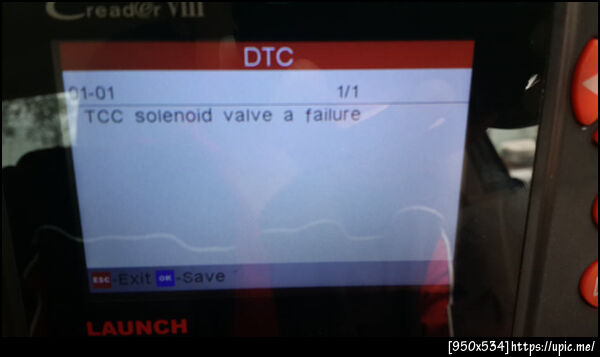 Creader VIII
DTC
01-01 1/1
TCC solenoid valve a failure
ESC -Exit OK -Save
LAUNCH
[950x534] https://upic.me/